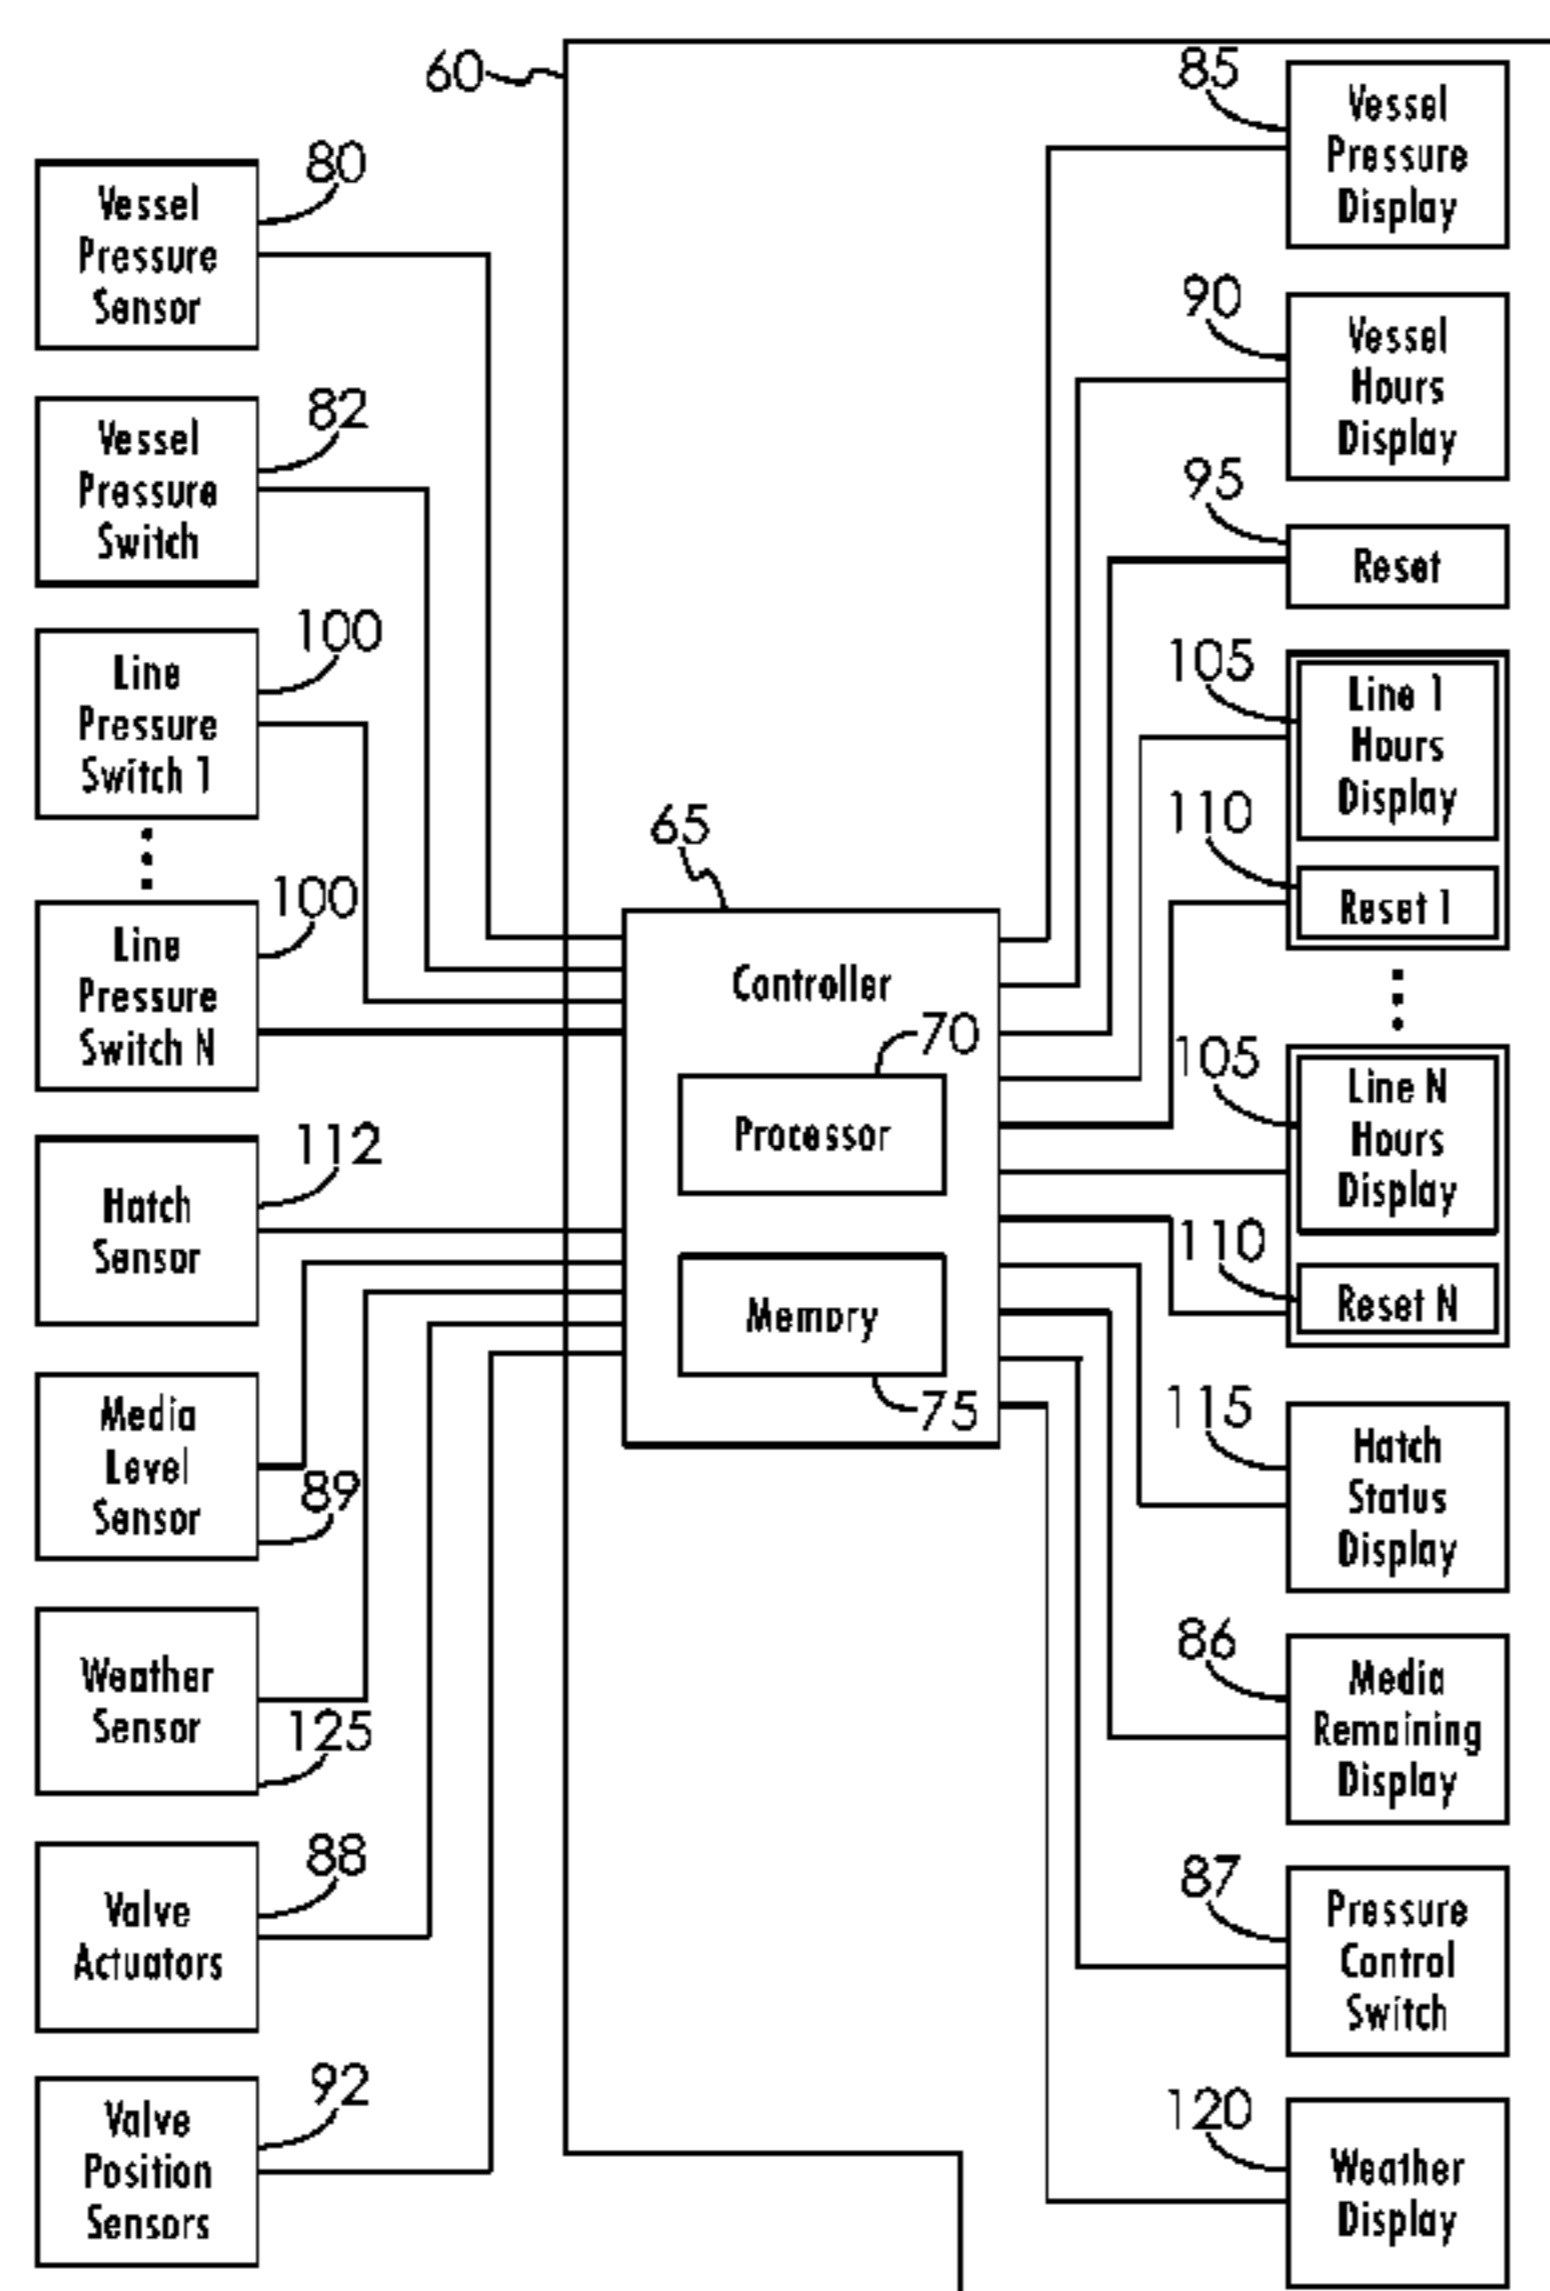 60
80
Vessel
Pressure
Sensor
82
Vessel
Pressure
Switch
100
Line
Pressure
Switch 1
100
Line
Pressure
Switch N
112
Hatch
Sensor
Media
Level
Sensor
89
Weather
Sensor
125
88
Valve
Actuators
92
Valve
Position
Sensors
65
Controller
70
Processor
Memory
75
85
Vessel
Pressure
Display
90
Vessel
Hours
Display
95
Reset
105
Line 1
Hours
Display
110
Reset 1
105
Line N
Hours
Display
110
Reset N
115
Hatch
Status
Display
86
Media
Remaining
Display
87
Pressure
Control
Switch
120
Weather
Display